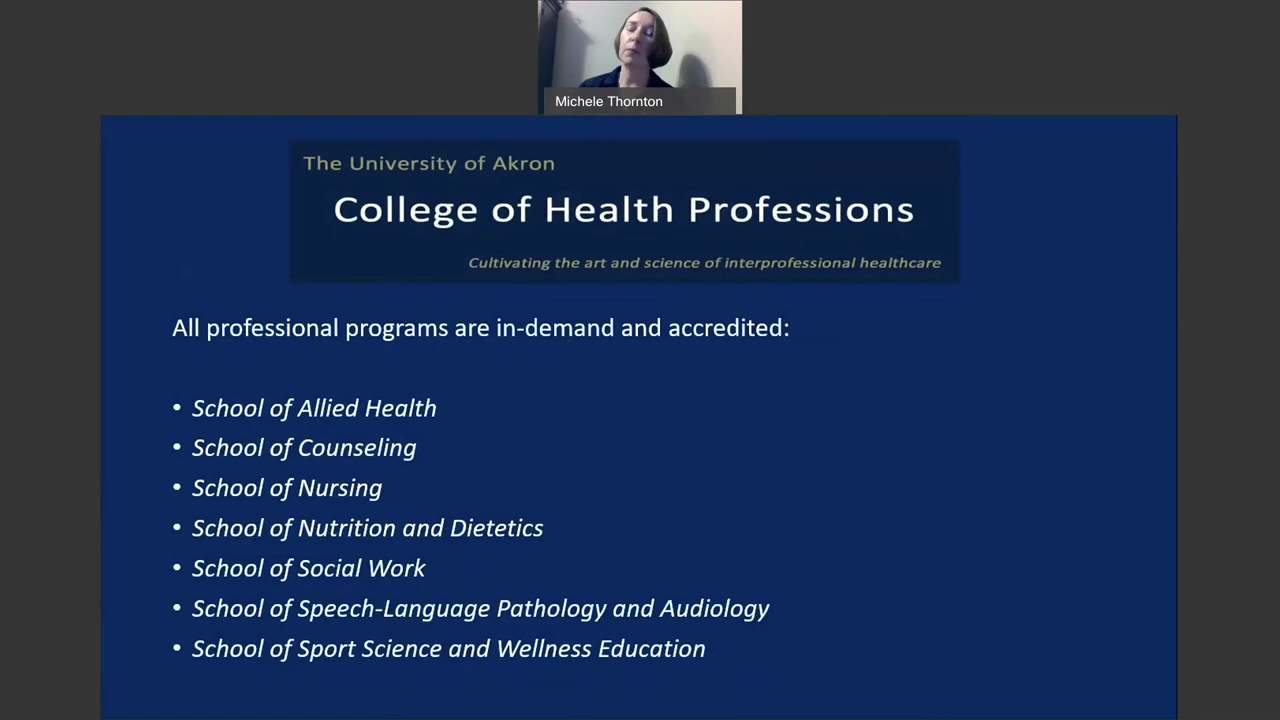 Michele Thornton
The University of Akron
College of Health Professions
Cultivating the art and science of interprofessional healthcare
All professional programs are in-demand and accredited:
• School of Allied Health
• School of Counseling
• School of Nursing
• School of Nutrition and Dietetics
• School of Social Work
• School of Speech-Language Pathology and Audiology
• School of Sport Science and Wellness Education